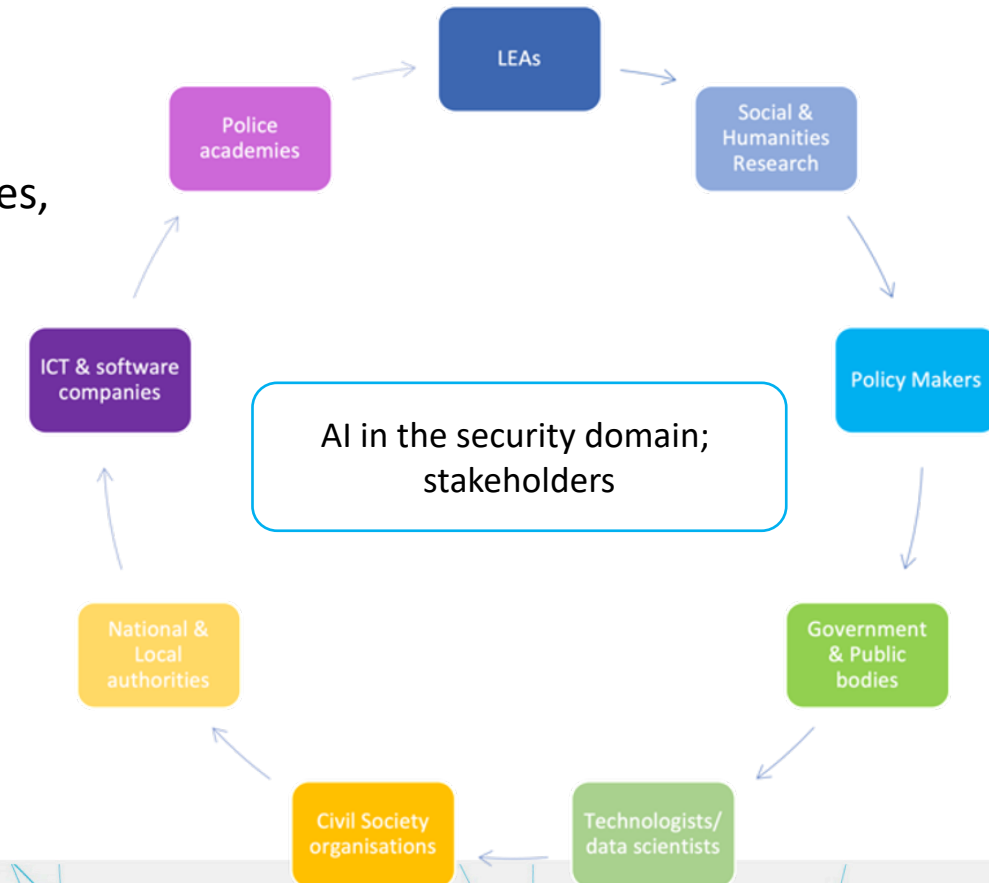 es,
LEAs
Social &
Humanities
Research
Policy Makers
Government
& Public
bodies
Technologists/
data scientists
Civil Society
organisations
National &
Local
authorities
ICT & software
companies
Police
academies
AI in the security domain;
stakeholders